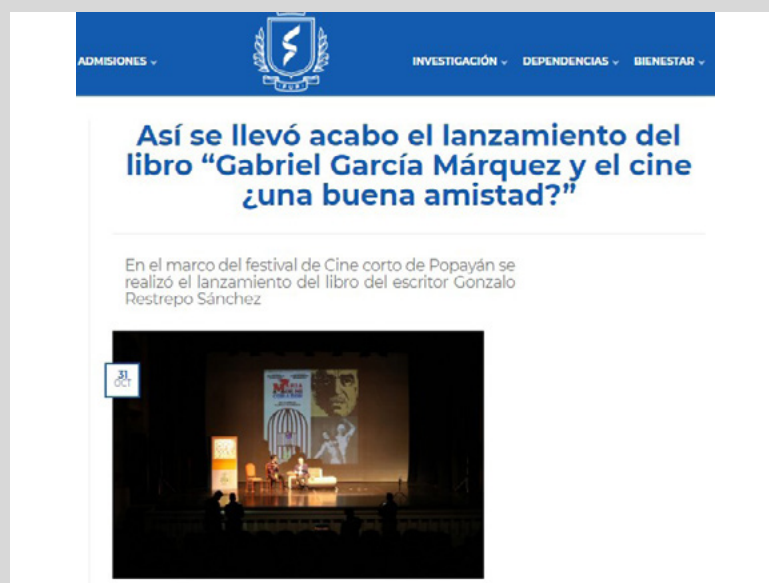 ADMISIONES
INVESTIGACIÓN
DEPENDENCIAS
BIENESTAR
F.U.P.
Así se llevó acabo el lanzamiento del
libro “Gabriel García Márquez y el cine
¿una buena amistad?”
En el marco del festival de Cine corto de Popayán se
realizó el lanzamiento del libro del escritor Gonzalo
Restrepo Sánchez
31
OCT